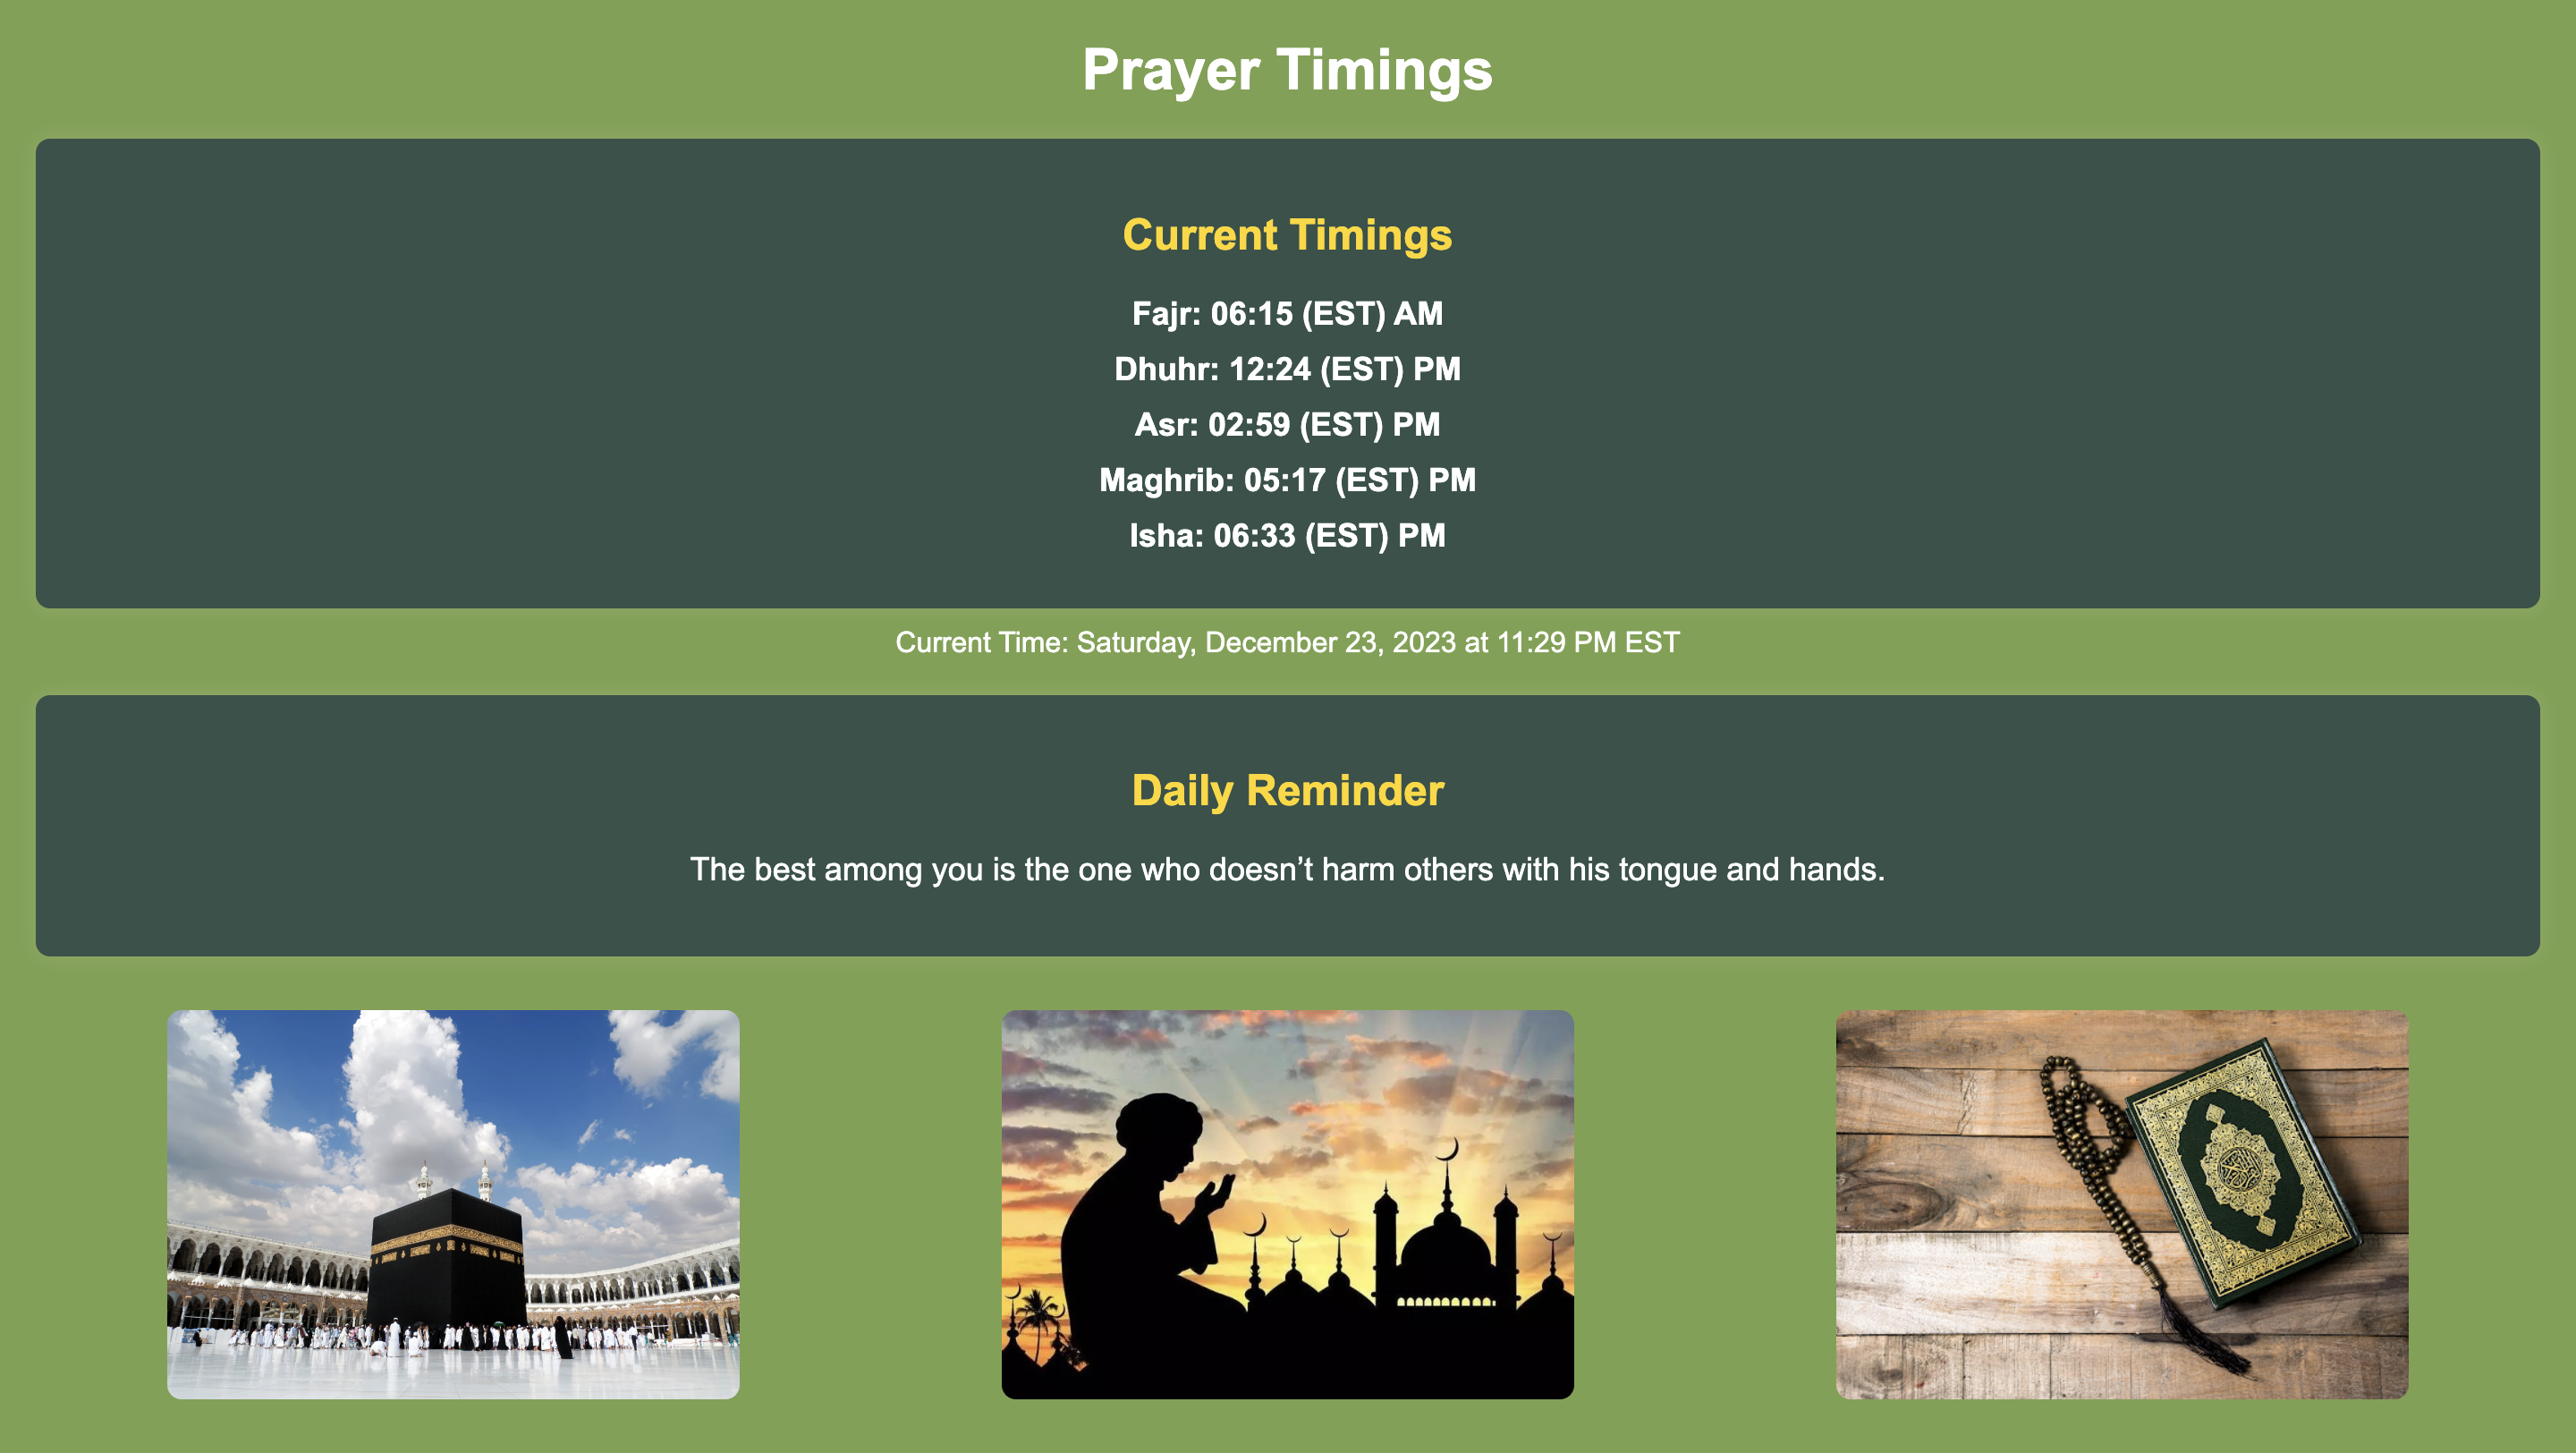 Prayer Timings
Current Timings
Fajr: 06:15 (EST) AM
Dhuhr: 12:24 (EST) PM
Asr: 02:59 (EST) PM
Maghrib: 05:17 (EST) PM
Isha: 06:33 (EST) PM
Current Time: Saturday, December 23, 2023 at 11:29 PM EST
Daily Reminder
The best among you is the one who doesn’t harm others with his tongue and hands.